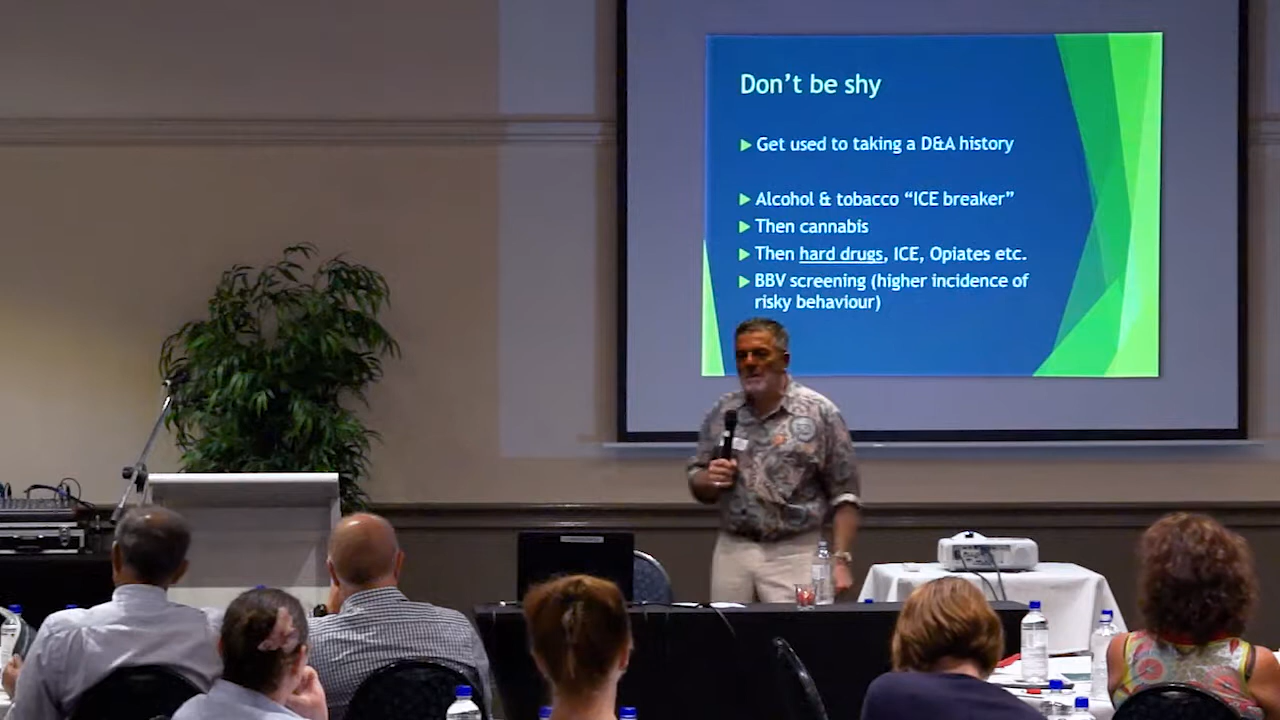 Don't be shy
Get used to taking a D&A history
Alcohol & tobacco “ICE breaker”
Then cannabis
Then hard drugs, ICE, Opiates etc.
BBV screening (higher incidence of
risky behaviour)